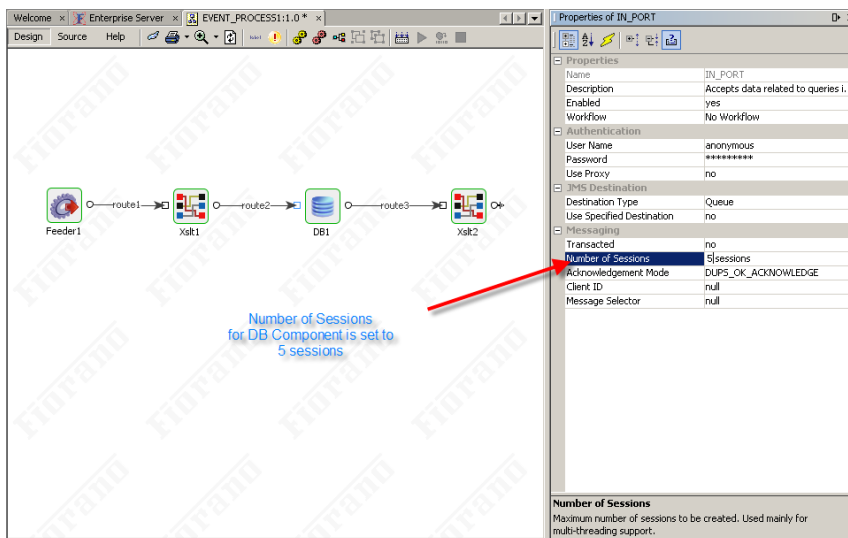 Welcome × Enterprise Server × EVENT_PROCESS1:1.0 * ×
Design Source Help
Feeder1
route1
Xslt1
route2
DB1
route3
Xslt2
Number of Sessions
for DB Component is set to
5 sessions
Fiorano
Properties of IN_PORT
Properties
Name IN_PORT
Description Accepts data related to queries i.
Enabled yes
Workflow No Workflow
Authentication
User Name anonymous
Password *********
Use Proxy no
JMS Destination
Destination Type Queue
Use Specified Destination no
Messaging
Transacted no
Number of Sessions 5 sessions
Acknowledgement Mode DUPS_OK_ACKNOWLEDGE
Client ID null
Message Selector null
Number of Sessions
Maximum number of sessions to be created. Used mainly for
multi-threading support.